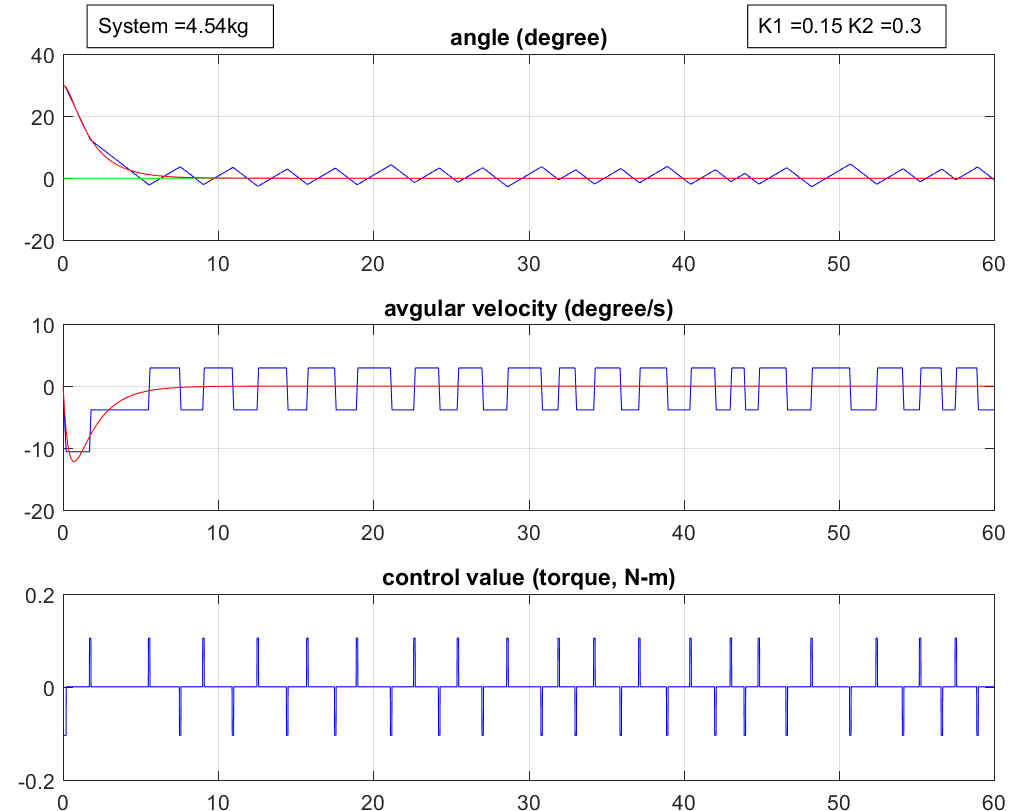 System =4.54kg
K1 =0.15 K2 =0.3
angle (degree)
40
20
0
-20
0 10 20 30 40 50 60
avgular velocity (degree/s)
10
0
-10
-20
0 10 20 30 40 50 60
control value (torque, N-m)
0.2
0
-0.2
0 10 20 30 40 50 60